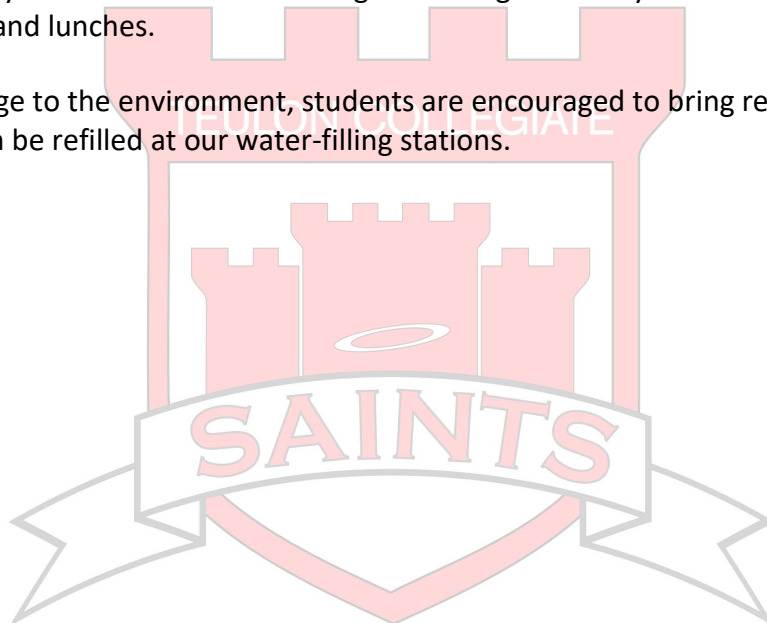 and lunches.
ge to the environment, students are encouraged to bring re
be refilled at our water-filling stations.
TEULON COLLEGIATE
SAINTS